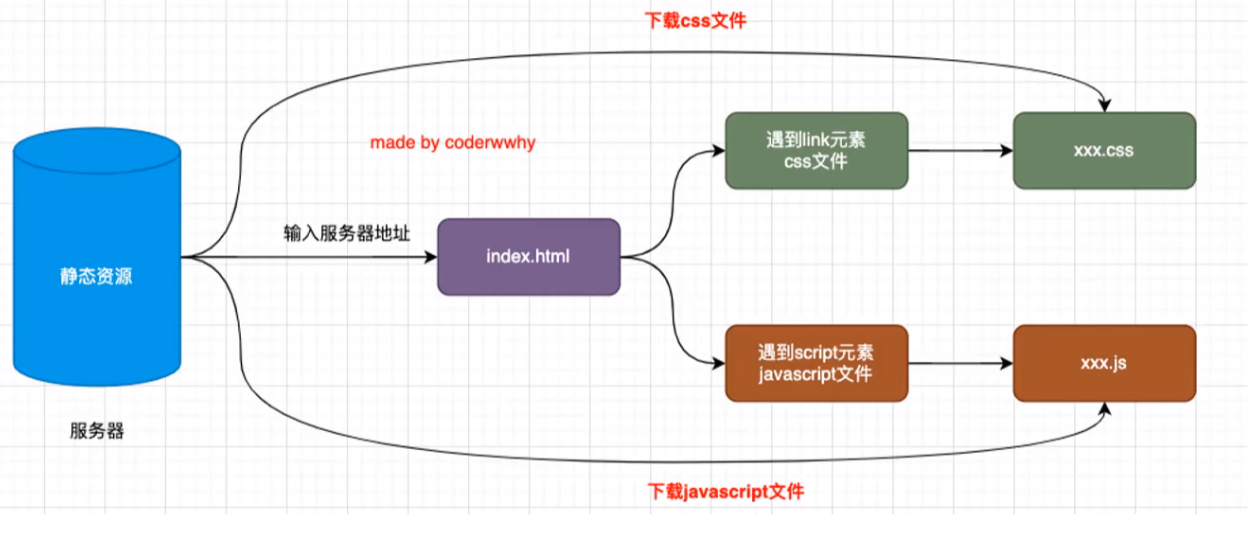 下载css文件
made by coderwwhy
遇到link元素
css文件
xxx.css
输入服务器地址
index.html
静态资源
遇到script元素
javascript文件
xxx.js
服务器
下载javascript文件